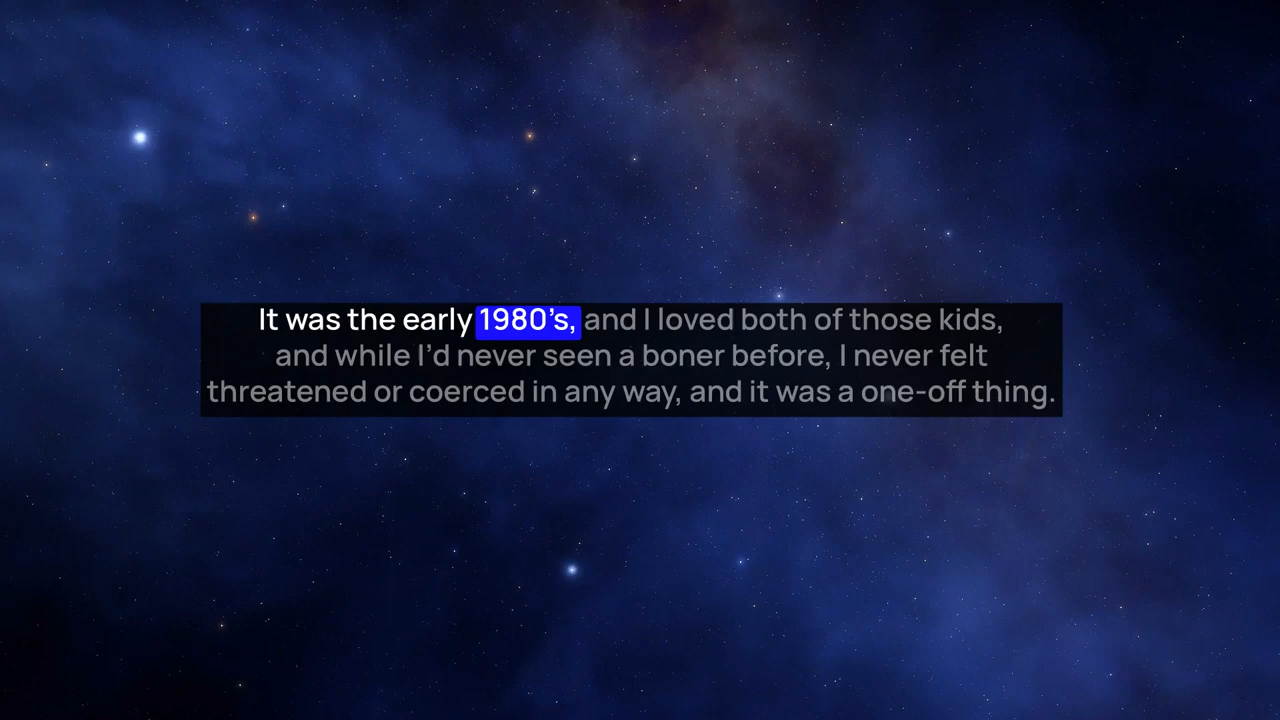 It was the early 1980's, and I loved both of those kids,
and while I'd never seen a boner before, I never felt
threatened or coerced in any way, and it was a one-off thing.